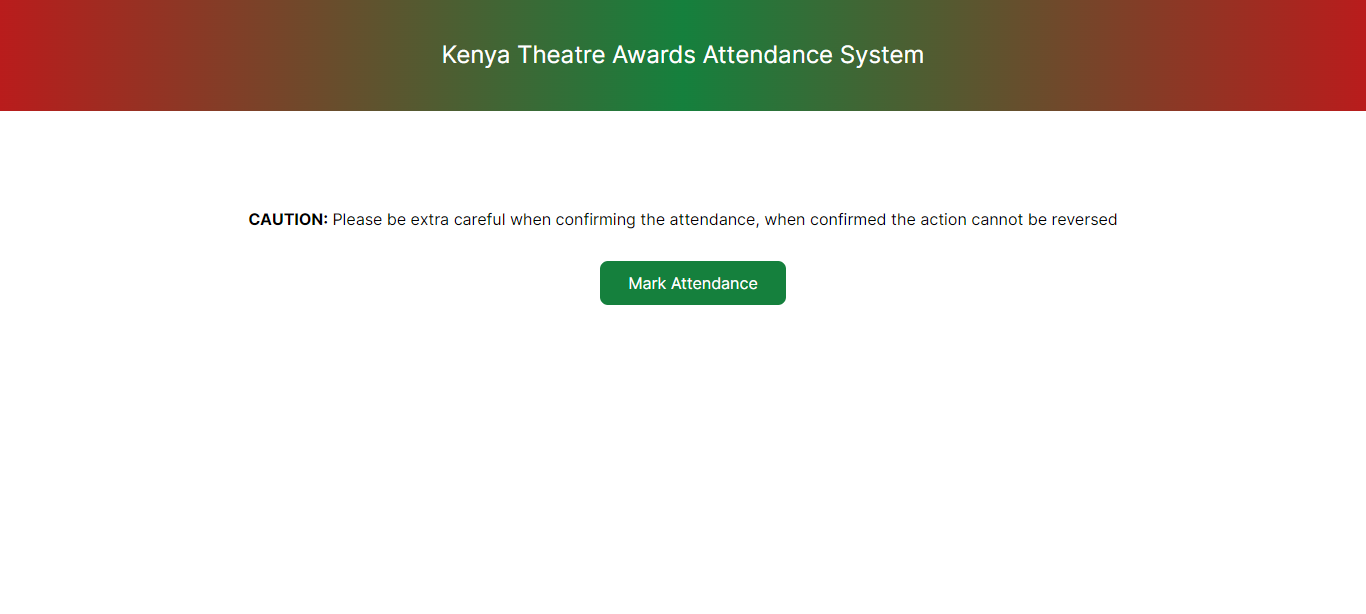 Kenya Theatre Awards Attendance System
CAUTION: Please be extra careful when confirming the attendance, when confirmed the action cannot be reversed
Mark Attendance